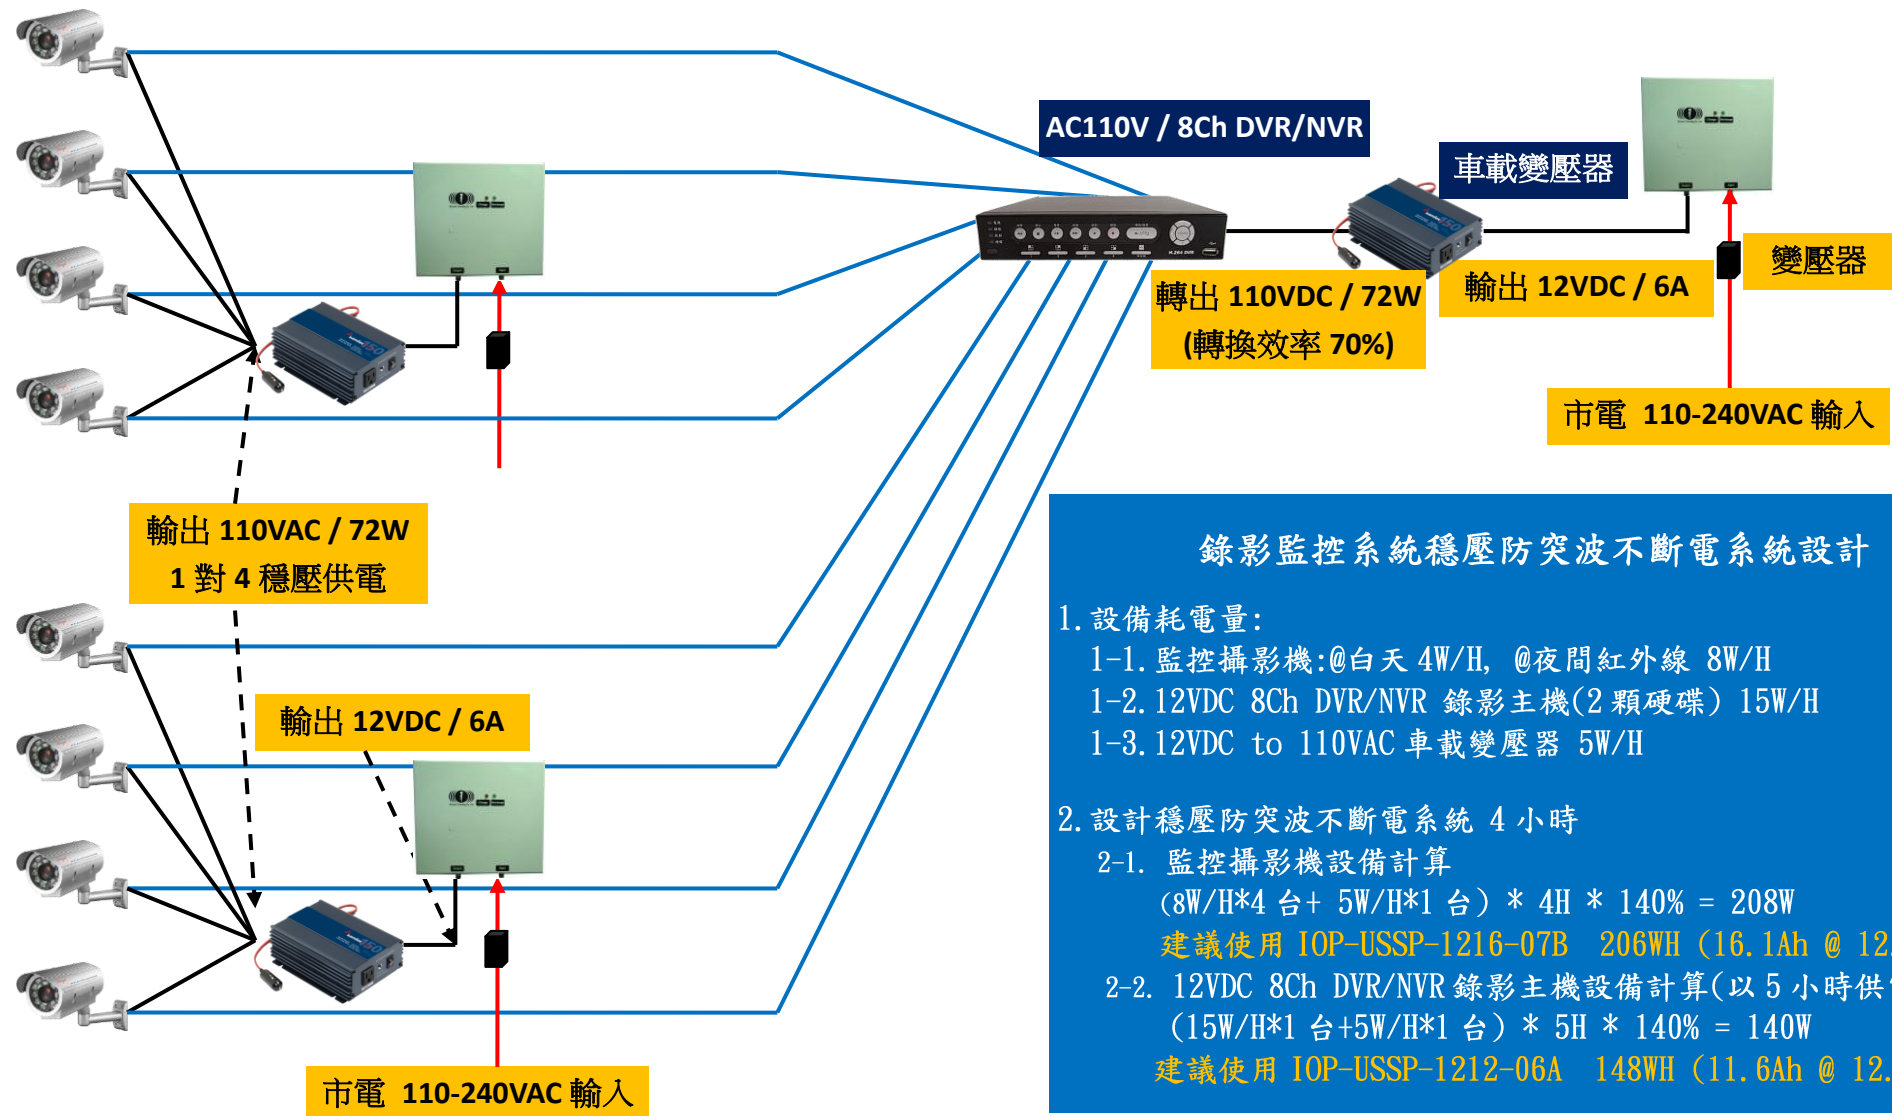 AC110V / 8Ch DVR/NVR
車載變壓器
變壓器
轉出 110VDC / 72W
(轉換效率 70%)
輸出 12VDC / 6A
市電 110-240VAC 輸入
輸出 110VAC / 72W
1 對 4 穩壓供電
輸出 12VDC / 6A
市電 110-240VAC 輸入
錄影監控系統穩壓防突波不斷電系統設計
1.設備耗電量:
1-1.監控攝影機:@白天 4W/H, @夜間紅外線 8W/H
1-2.12VDC 8Ch DVR/NVR 錄影主機(2 顆硬碟) 15W/H
1-3.12VDC to 110VAC 車載變壓器 5W/H
2.設計穩壓防突波不斷電系統 4 小時
2-1. 監控攝影機設備計算
(8W/H*4 台+ 5W/H*1 台) * 4H * 140% = 208W
建議使用 IOP-USSP-1216-07B 206WH (16.1Ah @ 12.
2-2. 12VDC 8Ch DVR/NVR 錄影主機設備計算(以 5 小時供
(15W/H*1 台+5W/H*1 台) * 5H * 140% = 140W
建議使用 IOP-USSP-1212-06A 148WH (11.6Ah @ 12.
H.264 DVR